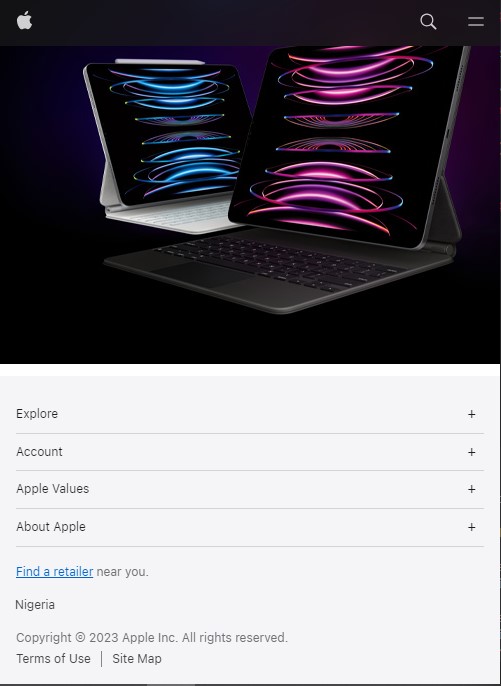 Explore +
Account +
Apple Values +
About Apple +
Find a retailer near you.
Nigeria
Copyright © 2023 Apple Inc. All rights reserved.
Terms of Use | Site Map